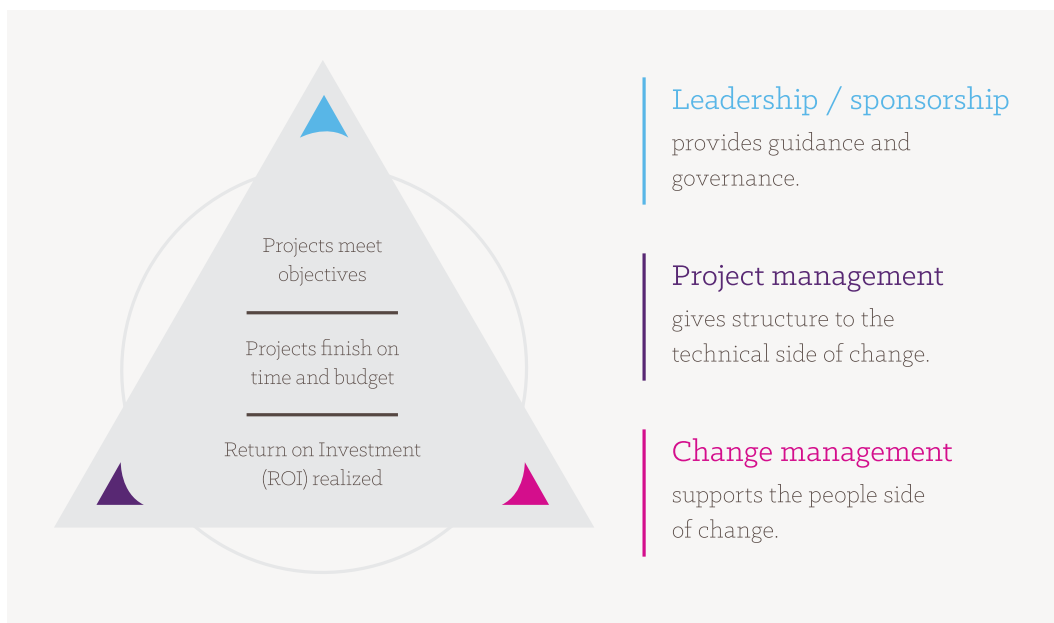 Projects meet
objectives
Projects finish on
time and budget
Return on Investment
(ROI) realized
Leadership / sponsorship
provides guidance and
governance.
Project management
gives structure to the
technical side of change.
Change management
supports the people side
of change.